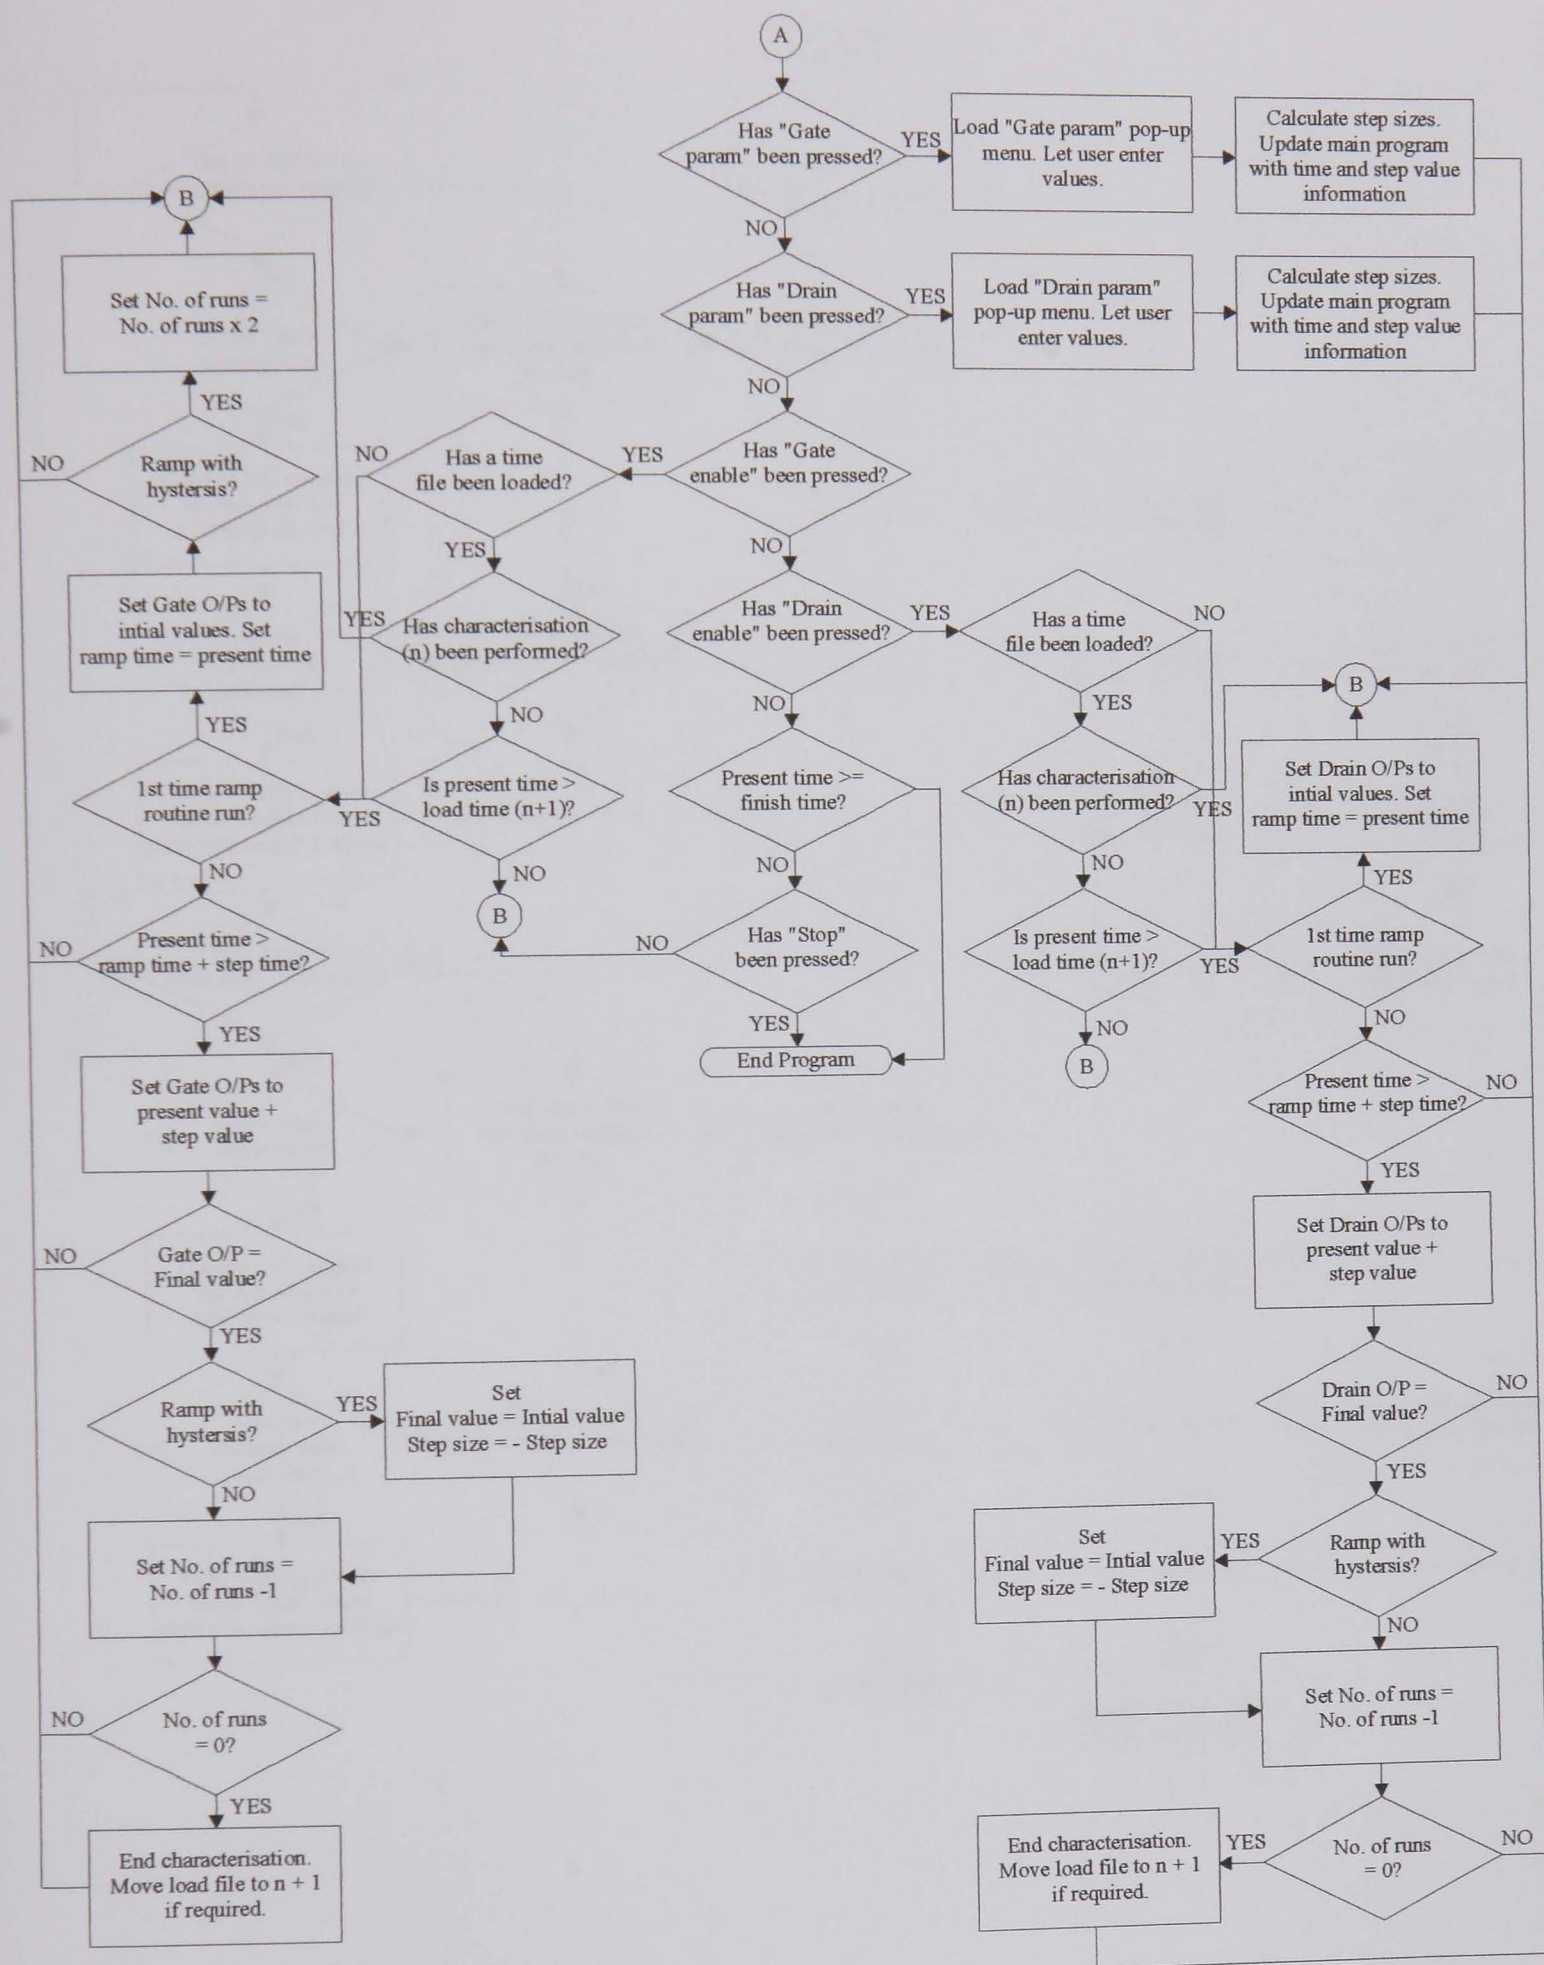 A
Has "Gate
param" been pressed?
YES
Load "Gate param" pop-up
menu. Let user enter
values.
Calculate step sizes.
Update main program
with time and step value
information
NO
Has "Drain
param" been pressed?
YES
Load "Drain param"
pop-up menu. Let user
enter values.
Calculate step sizes.
Update main program
with time and step value
information
NO
Has "Gate
enable" been pressed?
YES
Has a time
file been loaded?
NO
YES
Has characterisation
(n) been performed?
YES
NO
Is present time >
load time (n+1)?
YES
NO
B
B
Set No. of runs =
No. of runs x 2
YES
Ramp with
hystersis?
NO
Set Gate O/Ps to
intial values. Set
ramp time = present time
YES
1st time ramp
routine run?
NO
Present time >
ramp time + step time?
NO
YES
Set Gate O/Ps to
present value +
step value
Gate O/P =
Final value?
NO
YES
Ramp with
hystersis?
YES
Set
Final value = Intial value
Step size = - Step size
NO
Set No. of runs =
No. of runs -1
No. of runs
= 0?
NO
YES
End characterisation.
Move load file to n + 1
if required.
NO
Has "Drain
enable" been pressed?
YES
NO
Present time >=
finish time?
NO
Has "Stop"
been pressed?
NO
YES
End Program
Has a time
file been loaded?
NO
YES
Has characterisation
(n) been performed?
YES
NO
Is present time >
load time (n+1)?
YES
NO
B
B
Set Drain O/Ps to
intial values. Set
ramp time = present time
YES
1st time ramp
routine run?
NO
Present time >
ramp time + step time?
NO
YES
Set Drain O/Ps to
present value +
step value
Drain O/P =
Final value?
NO
YES
Ramp with
hystersis?
YES
Set
Final value = Intial value
Step size = - Step size
NO
Set No. of runs =
No. of runs -1
No. of runs
= 0?
NO
YES
End characterisation.
Move load file to n + 1
if required.